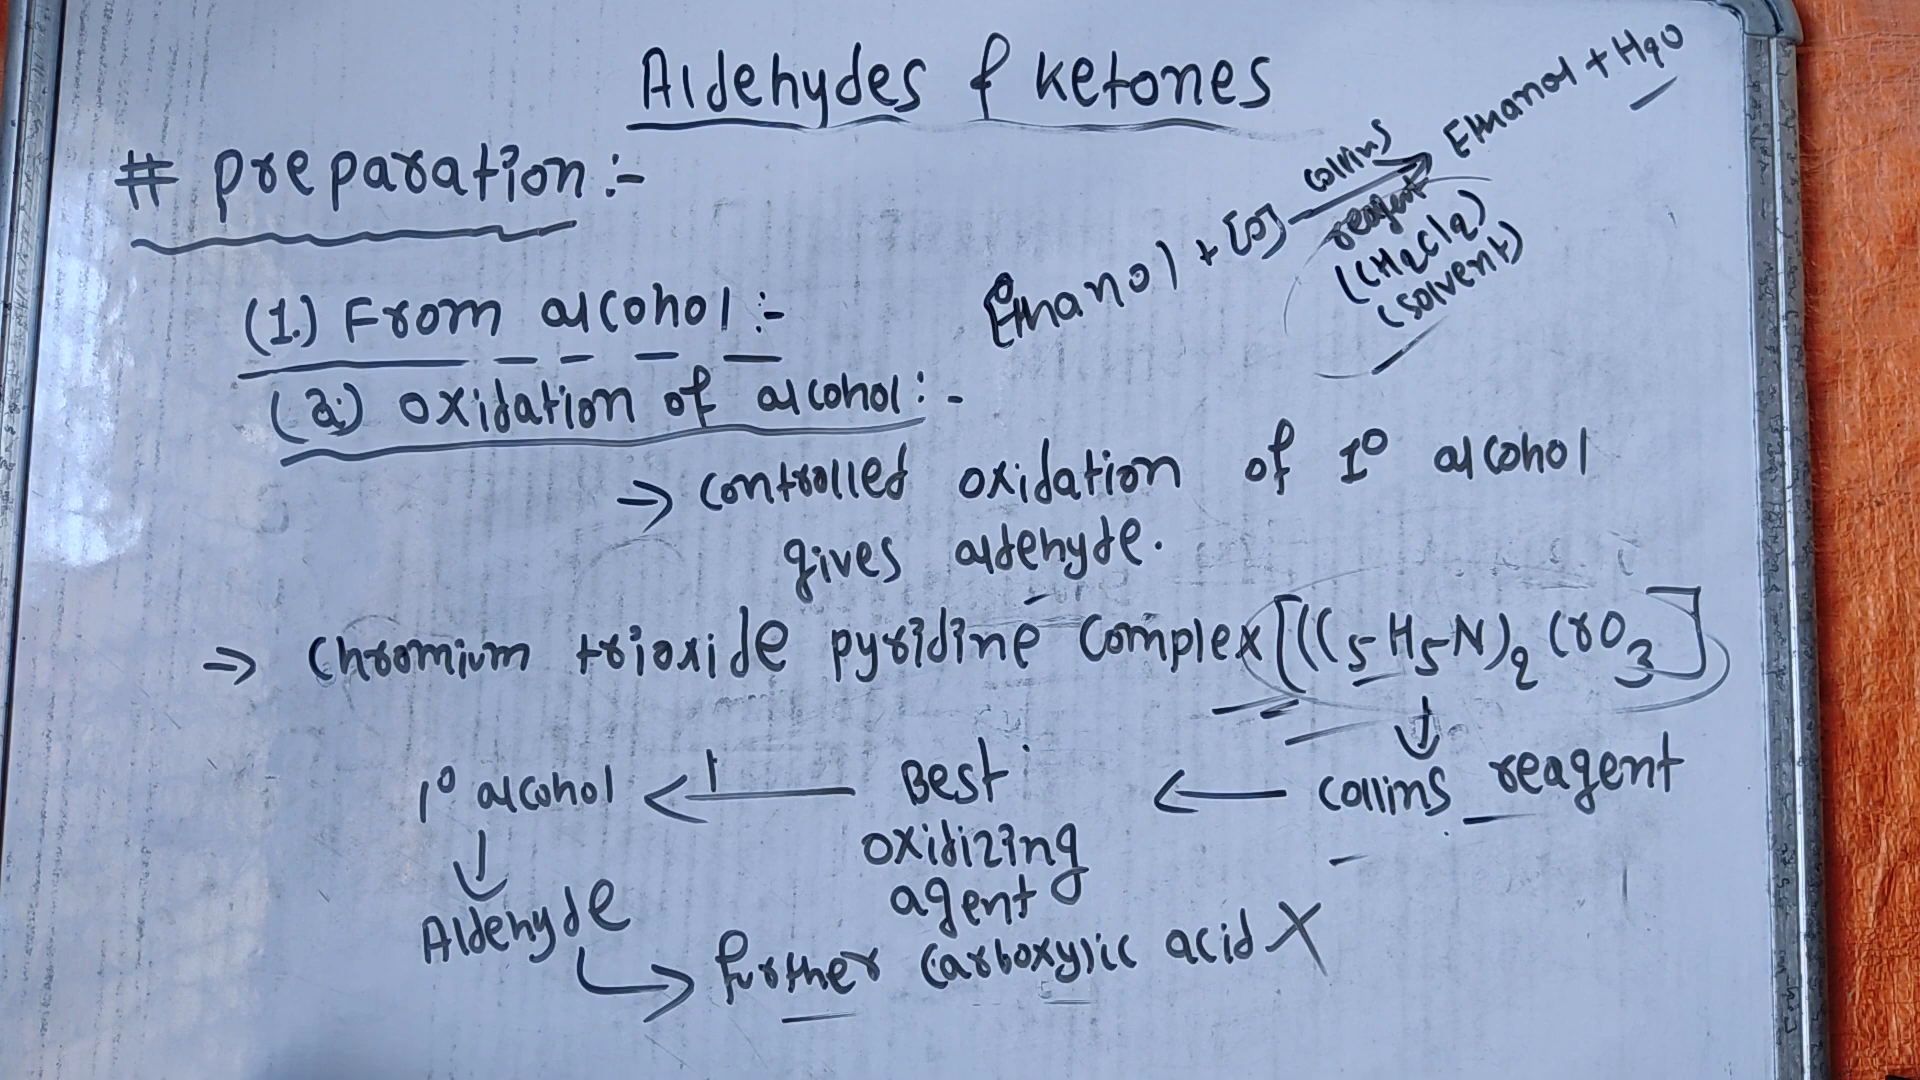 Aldehydes & ketones
# preparation :-
Ethanol + [O] → Ethanal + H2O
collins
reagent
(CH2Cl2)
(solvent)
(1.) From alcohol :-
(a.) oxidation of alcohol :-
→ controlled oxidation of 1° alcohol
gives aldehyde.
→ Chromium trioxide pyridine Complex [(C5H5N)2 CrO3]
↓
1° alcohol ← Best ← collins reagent
↓ oxidizing
Aldehyde agent
↳ further carboxylic acid X